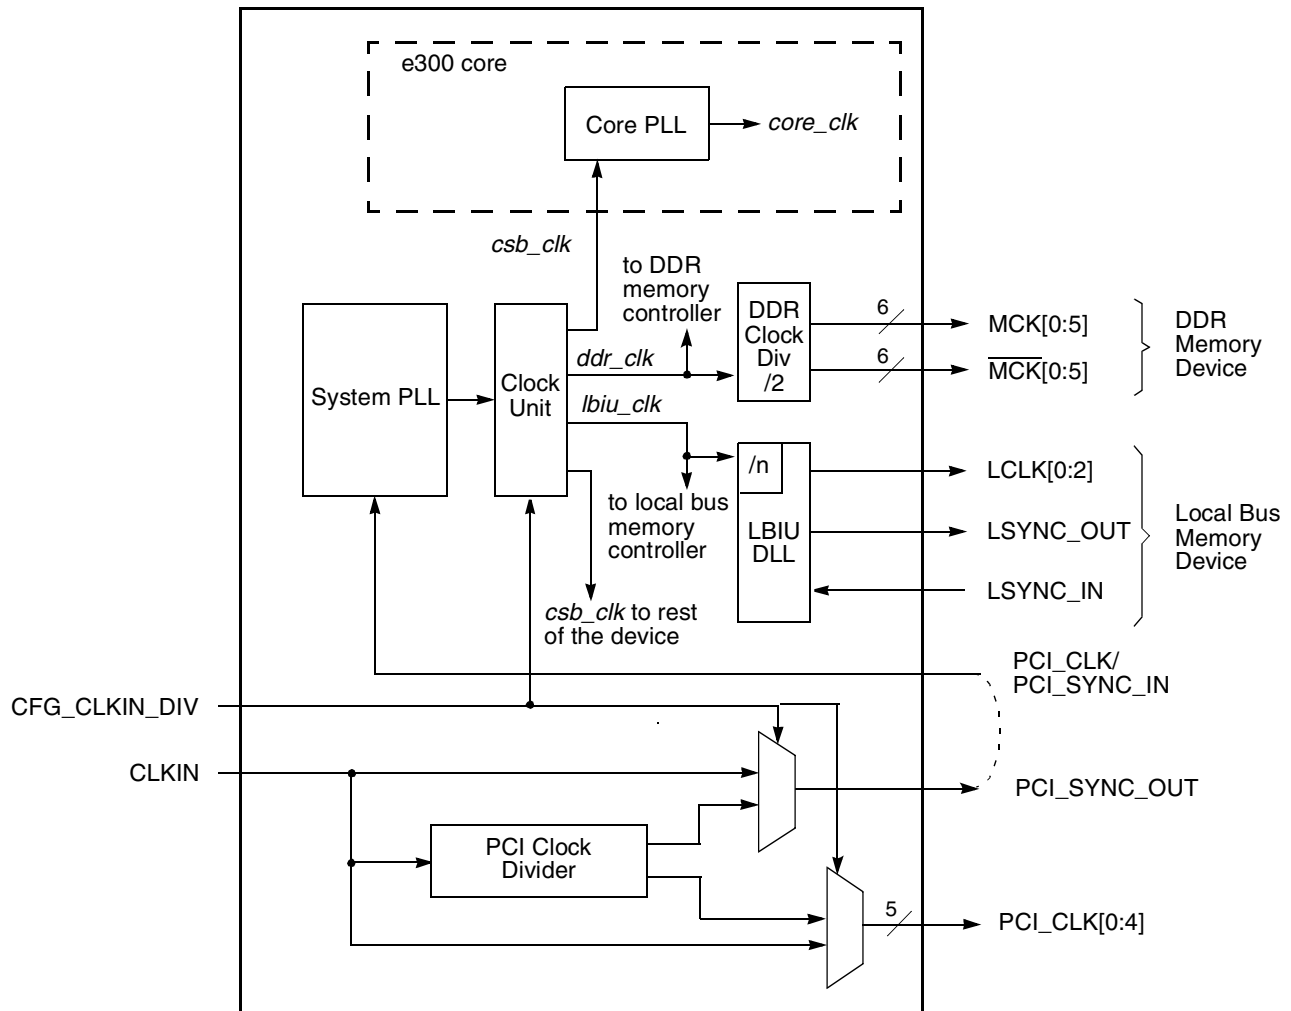 e300 core
Core PLL
core_clk
csb_clk
to DDR
memory
controller
DDR
Clock
Div
/2
6
MCK[0:5]
6
M̅C̅K̅[0:5]
DDR
Memory
Device
System PLL
Clock
Unit
ddr_clk
lbiu_clk
/n
LBIU
DLL
to local bus
memory
controller
LCLK[0:2]
LSYNC_OUT
LSYNC_IN
Local Bus
Memory
Device
csb_clk to rest
of the device
PCI_CLK/
PCI_SYNC_IN
CFG_CLKIN_DIV
CLKIN
PCI_SYNC_OUT
PCI Clock
Divider
5
PCI_CLK[0:4]